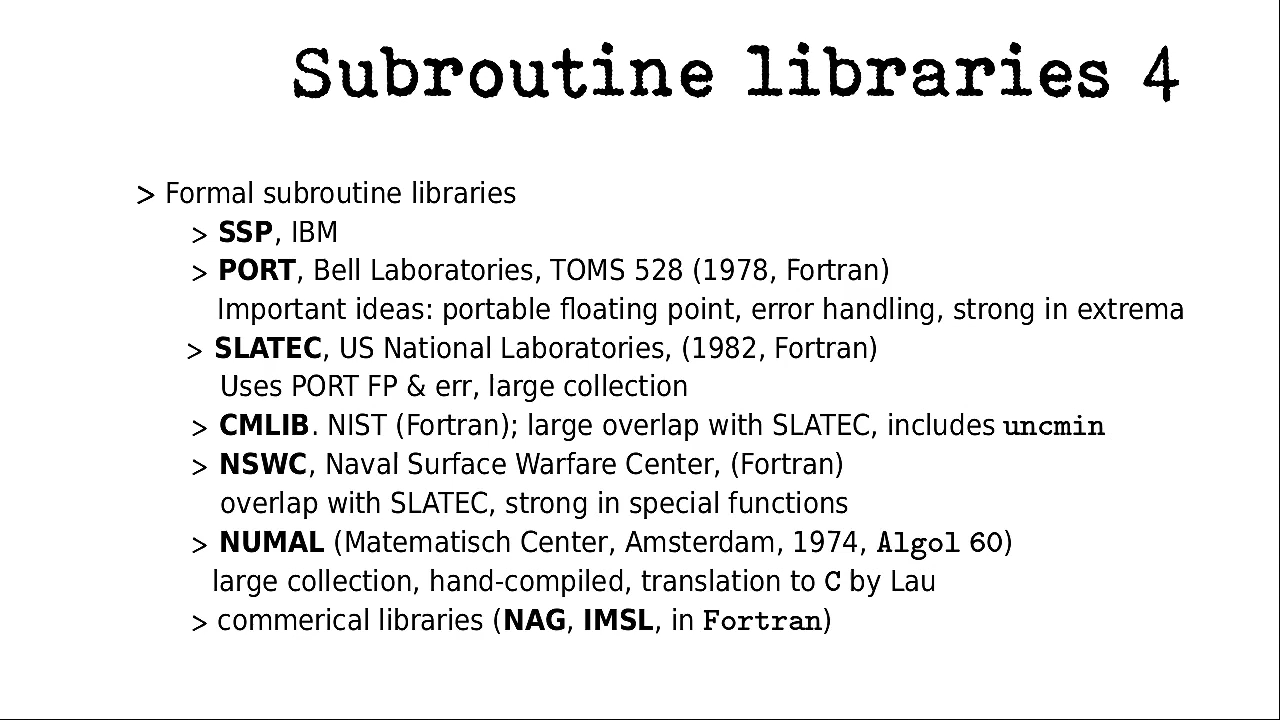 Subroutine libraries 4
> Formal subroutine libraries
> SSP, IBM
> PORT, Bell Laboratories, TOMS 528 (1978, Fortran)
Important ideas: portable floating point, error handling, strong in extrema
> SLATEC, US National Laboratories, (1982, Fortran)
Uses PORT FP & err, large collection
> CMLIB. NIST (Fortran); large overlap with SLATEC, includes uncmin
> NSWC, Naval Surface Warfare Center, (Fortran)
overlap with SLATEC, strong in special functions
> NUMAL (Matematisch Center, Amsterdam, 1974, Algol 60)
large collection, hand-compiled, translation to C by Lau
> commerical libraries (NAG, IMSL, in Fortran)